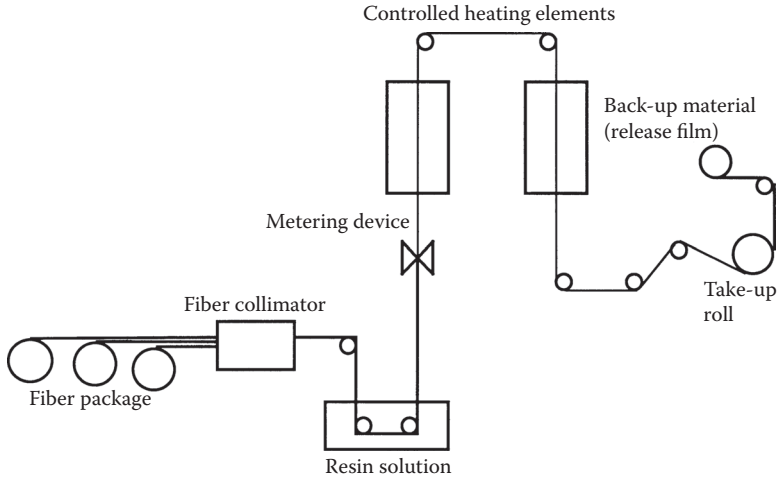 Controlled heating elements
Back-up material
(release film)
Metering device
Take-up
roll
Fiber collimator
Fiber package
Resin solution